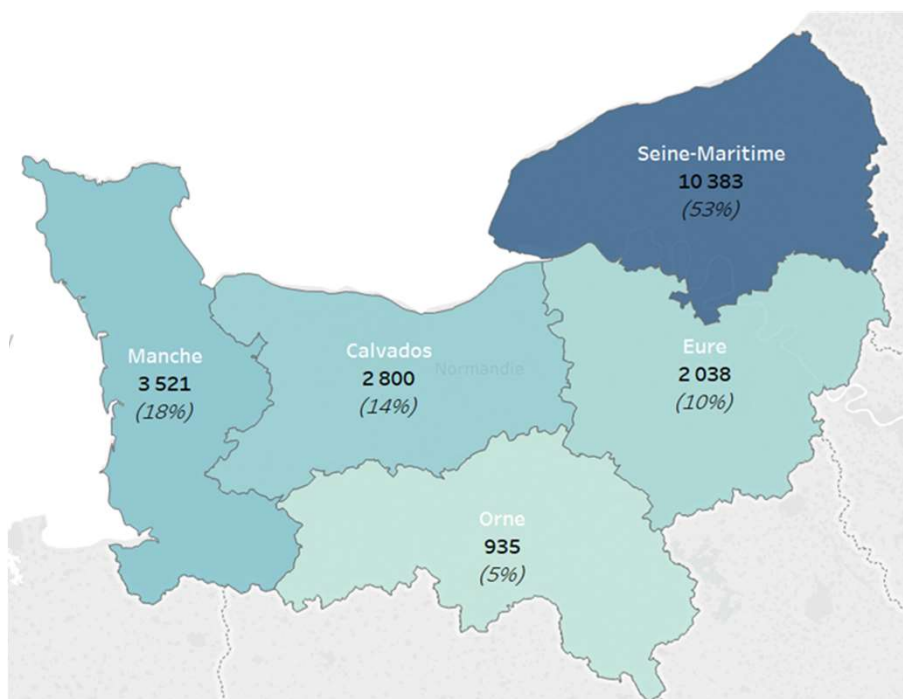 Seine-Maritime
10 383
(53%)
Manche
3 521
(18%)
Calvados
2 800
(14%)
Normandie
Eure
2 038
(10%)
Orne
935
(5%)